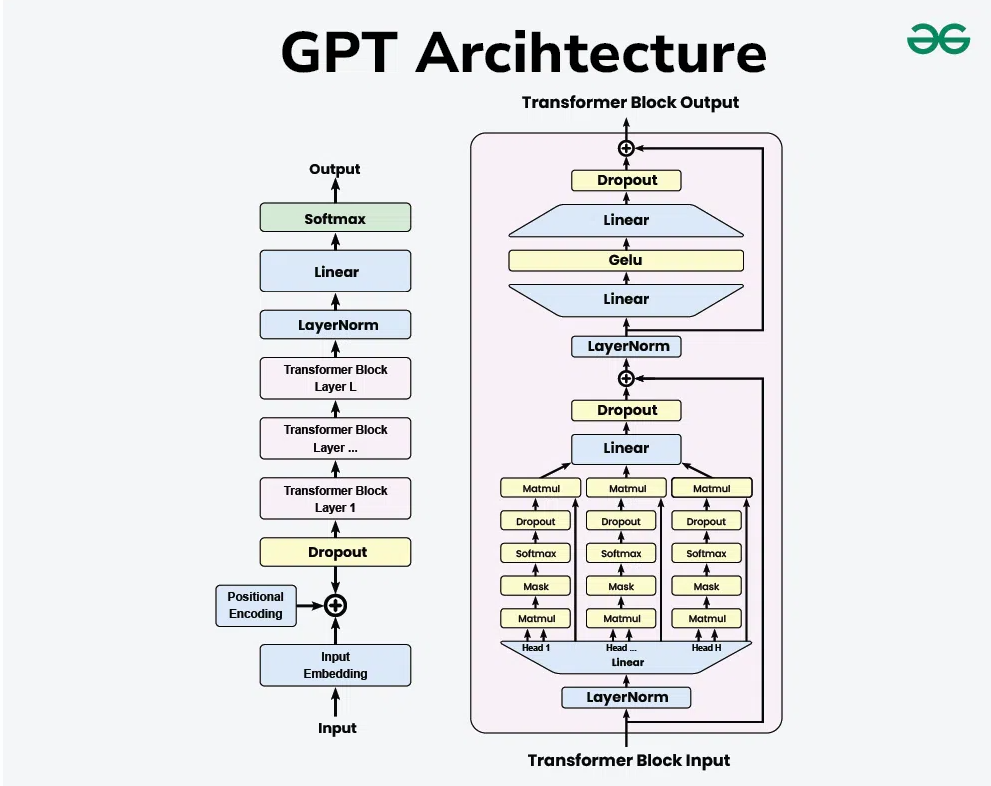 GPT Arcihtecture
Output
Softmax
Linear
LayerNorm
Transformer Block
Layer L
Transformer Block
Layer ...
Transformer Block
Layer 1
Dropout
Positional
Encoding
Input
Embedding
Input
Transformer Block Output
Dropout
Linear
Gelu
Linear
LayerNorm
Dropout
Linear
Matmul Matmul Matmul
Dropout Dropout Dropout
Softmax Softmax Softmax
Mask Mask Mask
Matmul Matmul Matmul
Head 1 Head ... Head H
Linear
LayerNorm
Transformer Block Input